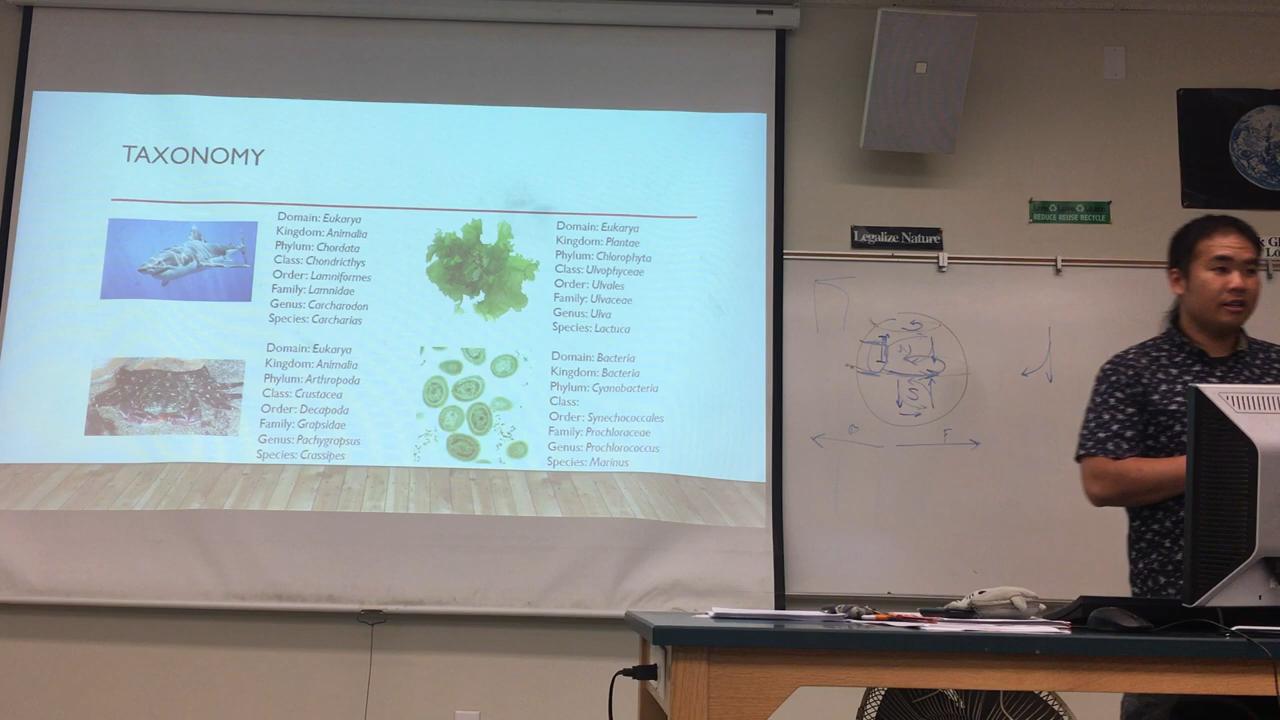 TAXONOMY
Domain: Eukarya
Kingdom: Animalia
Phylum: Chordata
Class: Chondricthys
Order: Lamniformes
Family: Lamnidae
Genus: Carcharodon
Species: Carcharias
Domain: Eukarya
Kingdom: Plantae
Phylum: Chlorophyta
Class: Ulvophyceae
Order: Ulvales
Family: Ulvaceae
Genus: Ulva
Species: Lactuca
Domain: Eukarya
Kingdom: Animalia
Phylum: Arthropoda
Class: Crustacea
Order: Decapoda
Family: Grapsidae
Genus: Pachygrapsus
Species: Crassipes
Domain: Bacteria
Kingdom: Bacteria
Phylum: Cyanobacteria
Class:
Order: Synechococcales
Family: Prochloraceae
Genus: Prochlorococcus
Species: Marinus
Legalize Nature
REDUCE REUSE RECYCLE
F